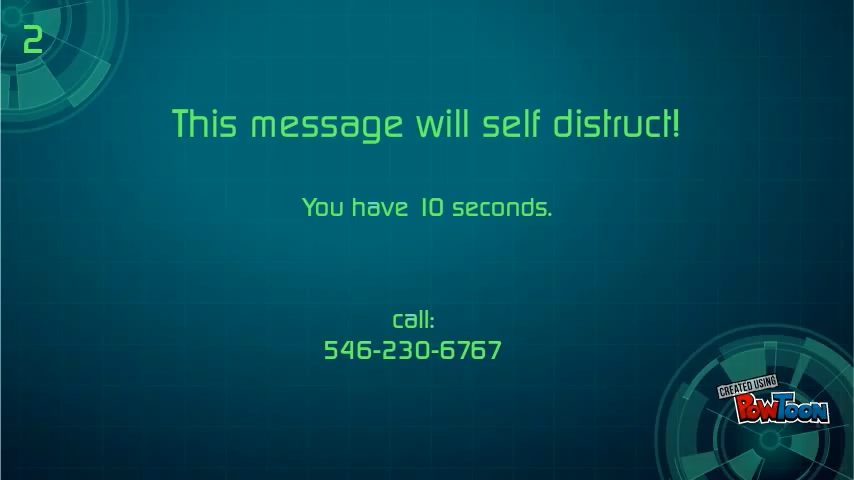 2
This message will self distruct!
You have 10 seconds.
call:
546-230-6767
CREATED USING
PowToon